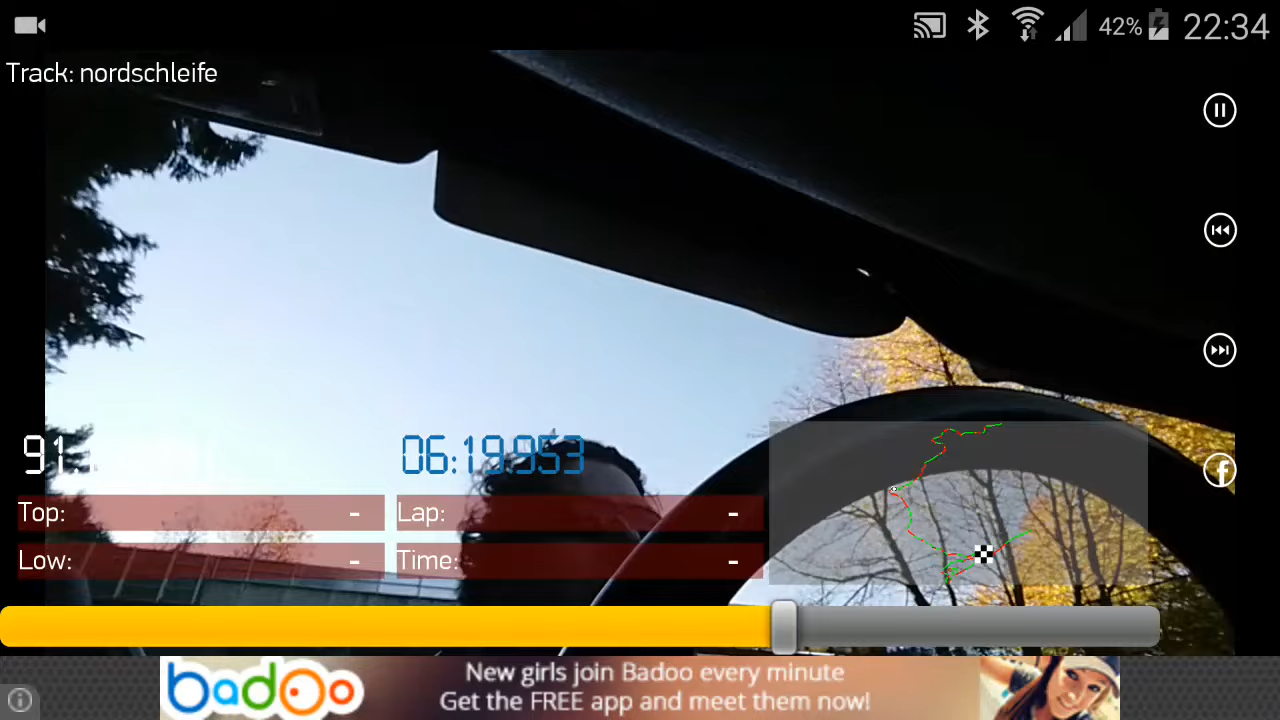 42% 22:34
Track: nordschleife
91. 06:19.953
Top: - Lap: -
Low: - Time: -
badoo
New girls join Badoo every minute
Get the FREE app and meet them now!